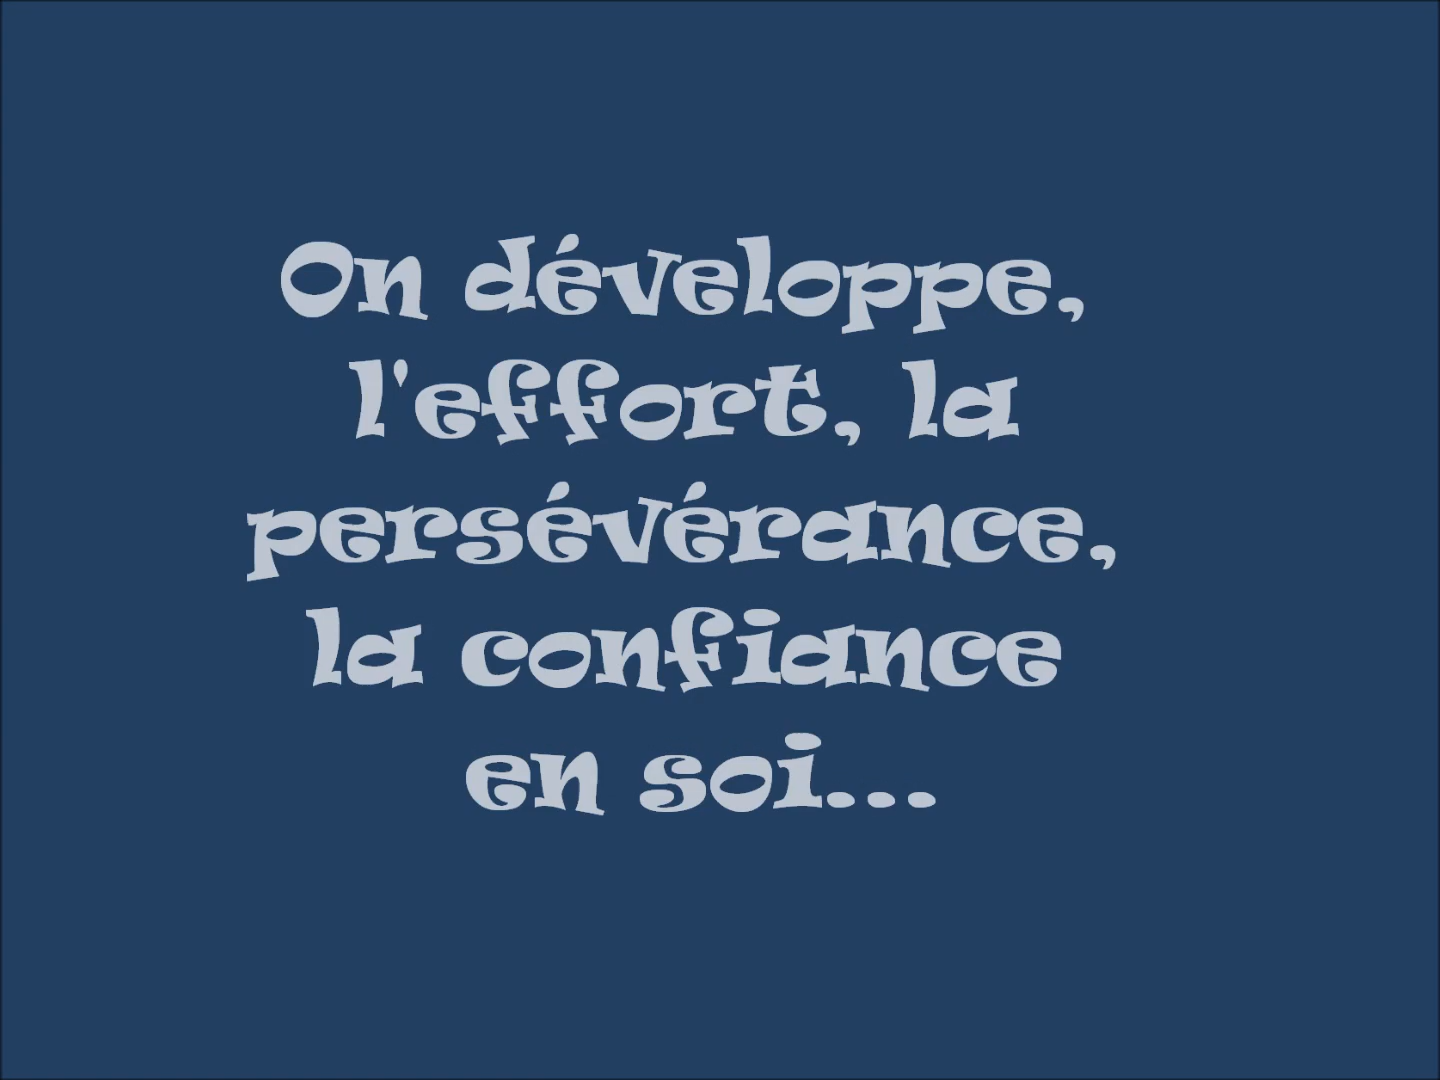 On développe,
l'effort, la
persévérance,
la confiance
en soi...